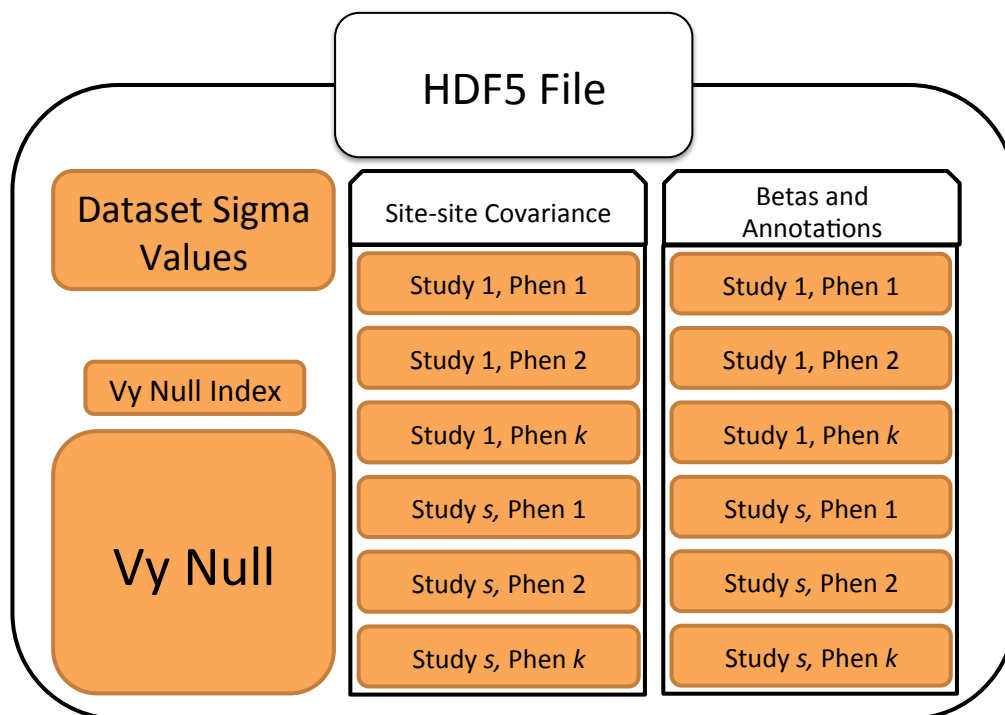 HDF5 File
Dataset Sigma
Values
Vy Null Index
Vy Null
Site-site Covariance
Study 1, Phen 1
Study 1, Phen 2
Study 1, Phen k
Study s, Phen 1
Study s, Phen 2
Study s, Phen k
Betas and
Annotations
Study 1, Phen 1
Study 1, Phen 2
Study 1, Phen k
Study s, Phen 1
Study s, Phen 2
Study s, Phen k